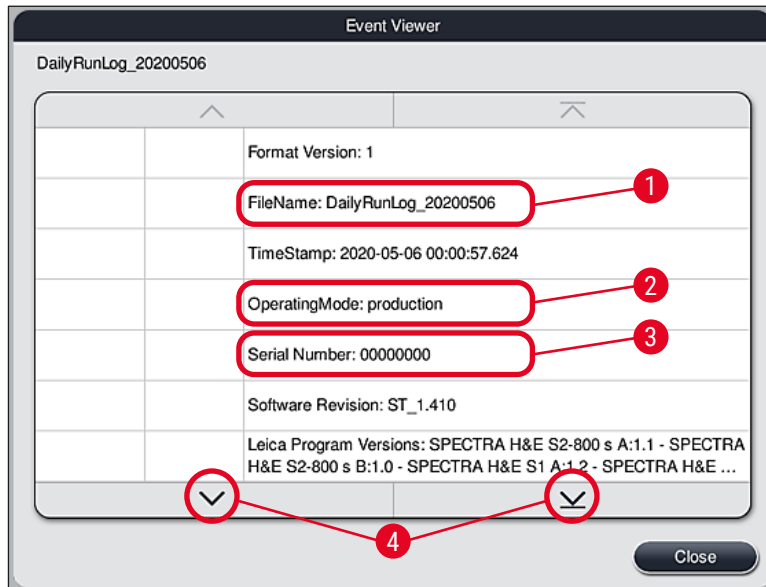 Event Viewer
DailyRunLog_20200506
Format Version: 1
FileName: DailyRunLog_20200506
1
TimeStamp: 2020-05-06 00:00:57.624
OperatingMode: production
2
Serial Number: 00000000
3
Software Revision: ST_1.410
Leica Program Versions: SPECTRA H&E S2-800 s A:1.1 - SPECTRA
H&E S2-800 s B:1.0 - SPECTRA H&E S1 A:1.2 - SPECTRA H&E ...
4
Close